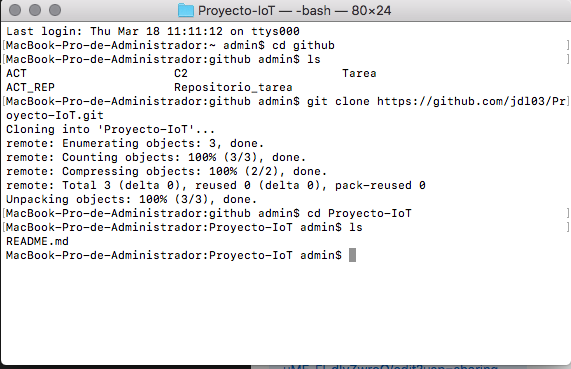 Proyecto-IoT — -bash — 80×24
Last login: Thu Mar 18 11:11:12 on ttys000
[MacBook-Pro-de-Administrador:~ admin$ cd github ]
[MacBook-Pro-de-Administrador:github admin$ ls ]
ACT C2 Tarea
ACT_REP Repositorio_tarea
[MacBook-Pro-de-Administrador:github admin$ git clone https://github.com/jdl03/Pr]
oyecto-IoT.git
Cloning into 'Proyecto-IoT'...
remote: Enumerating objects: 3, done.
remote: Counting objects: 100% (3/3), done.
remote: Compressing objects: 100% (2/2), done.
remote: Total 3 (delta 0), reused 0 (delta 0), pack-reused 0
Unpacking objects: 100% (3/3), done.
[MacBook-Pro-de-Administrador:github admin$ cd Proyecto-IoT ]
[MacBook-Pro-de-Administrador:Proyecto-IoT admin$ ls ]
README.md
MacBook-Pro-de-Administrador:Proyecto-IoT admin$